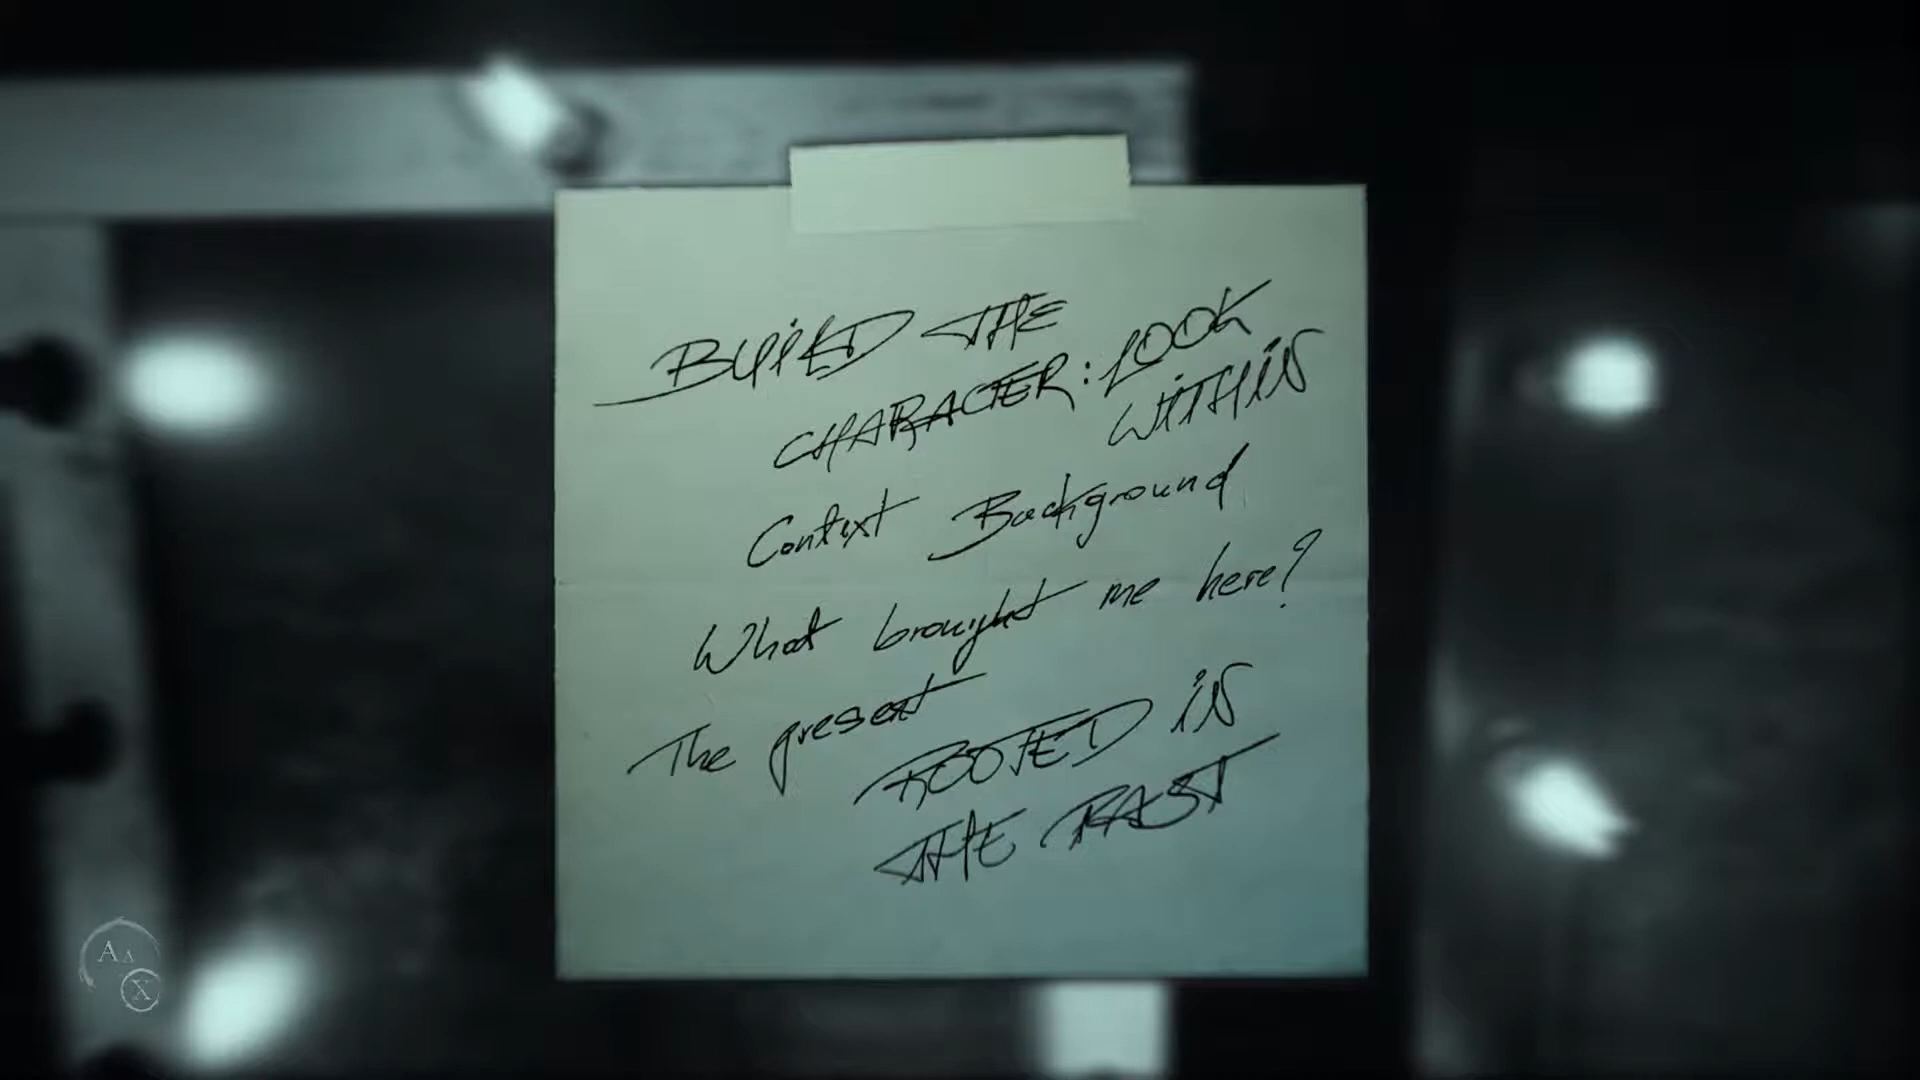 BUILD THE
CHARACTER: LOOK
WITHIN
Context Background
What brought me here?
The present
ROOTED IN
THE PAST
A A
X